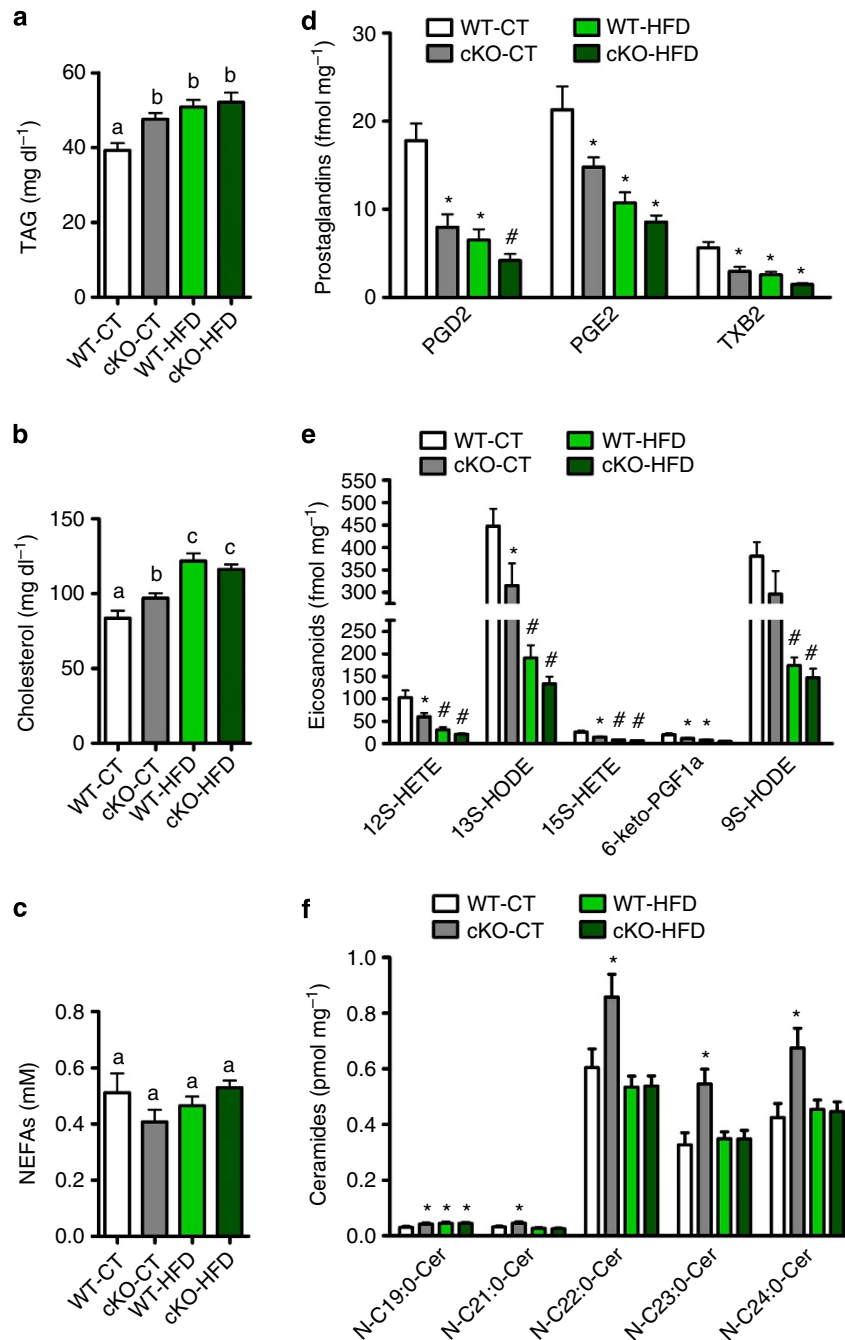 a
TAG (mg dl–1)
60
40
20
0
a
b
b
b
WT-CT
cKO-CT
WT-HFD
cKO-HFD
b
Cholesterol (mg dl–1)
150
100
50
0
a
b
c
c
WT-CT
cKO-CT
WT-HFD
cKO-HFD
c
NEFAs (mM)
0.8
0.6
0.4
0.2
0.0
a
a
a
a
WT-CT
cKO-CT
WT-HFD
cKO-HFD
d
WT-CT
WT-HFD
cKO-CT
cKO-HFD
Prostaglandins (fmol mg–1)
30
20
10
0
* * #
* * *
* * *
PGD2
PGE2
TXB2
e
WT-CT
WT-HFD
cKO-CT
cKO-HFD
Eicosanoids (fmol mg–1)
550
500
450
400
350
300
250
200
150
100
50
0
* # #
* # #
* # #
* *
# #
12S-HETE
13S-HODE
15S-HETE
6-keto-PGF1a
9S-HODE
f
WT-CT
WT-HFD
cKO-CT
cKO-HFD
Ceramides (pmol mg–1)
1.0
0.8
0.6
0.4
0.2
0.0
* * *
*
*
*
*
N-C19:0-Cer
N-C21:0-Cer
N-C22:0-Cer
N-C23:0-Cer
N-C24:0-Cer